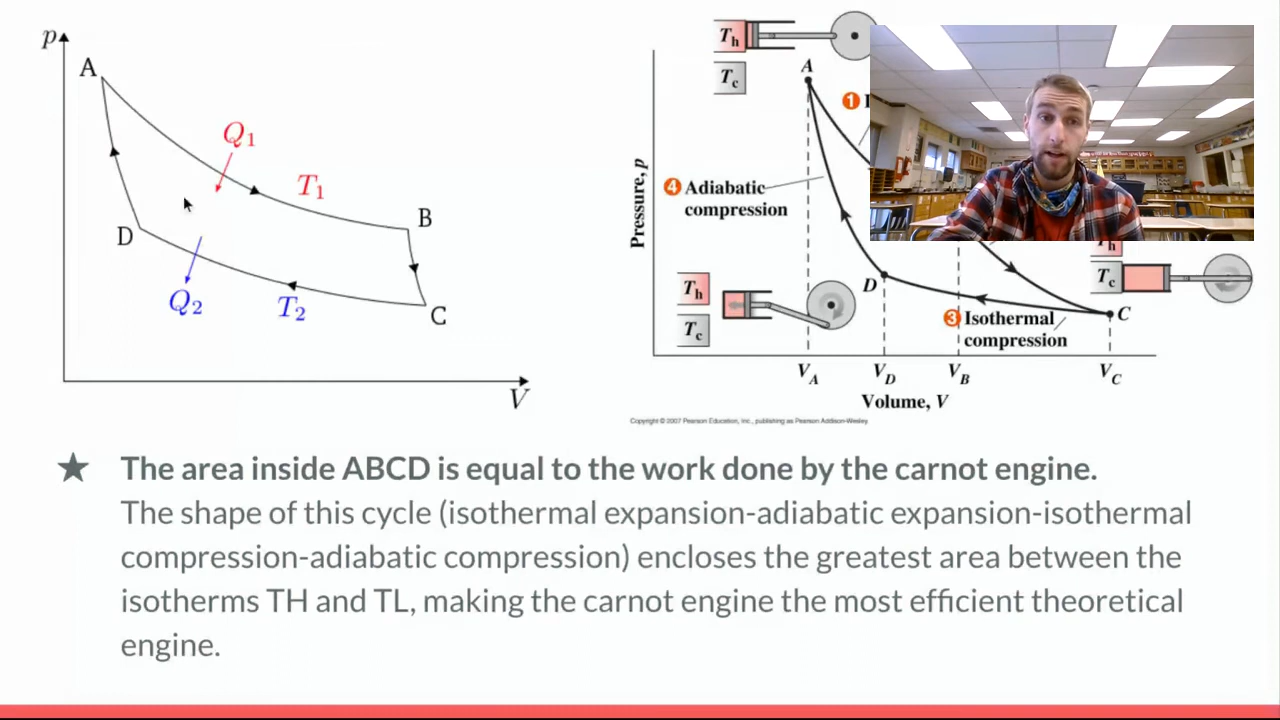 p
A
Q1
T1
B
D
Q2
T2
C
V
Th
Tc
A
1
Pressure, p
4 Adiabatic
compression
D
Th
Tc
Th
Tc
3 Isothermal
compression
C
VA VD VB VC
Volume, V
Copyright © 2007 Pearson Education, Inc., publishing as Pearson Addison-Wesley
★ The area inside ABCD is equal to the work done by the carnot engine.
The shape of this cycle (isothermal expansion-adiabatic expansion-isothermal
compression-adiabatic compression) encloses the greatest area between the
isotherms TH and TL, making the carnot engine the most efficient theoretical
engine.